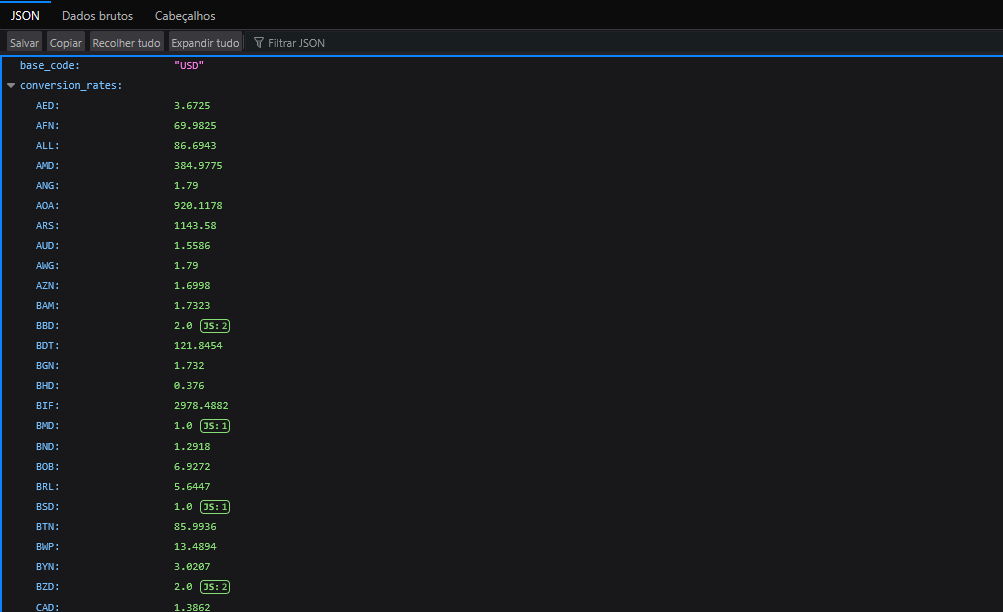 JSON Dados brutos Cabeçalhos
Salvar Copiar Recolher tudo Expandir tudo Filtrar JSON
base_code: "USD"
conversion_rates:
AED: 3.6725
AFN: 69.9825
ALL: 86.6943
AMD: 384.9775
ANG: 1.79
AOA: 920.1178
ARS: 1143.58
AUD: 1.5586
AWG: 1.79
AZN: 1.6998
BAM: 1.7323
BBD: 2.0 JS:2
BDT: 121.8454
BGN: 1.732
BHD: 0.376
BIF: 2978.4882
BMD: 1.0 JS:1
BND: 1.2918
BOB: 6.9272
BRL: 5.6447
BSD: 1.0 JS:1
BTN: 85.9936
BWP: 13.4894
BYN: 3.0207
BZD: 2.0 JS:2
CAD: 1.3862